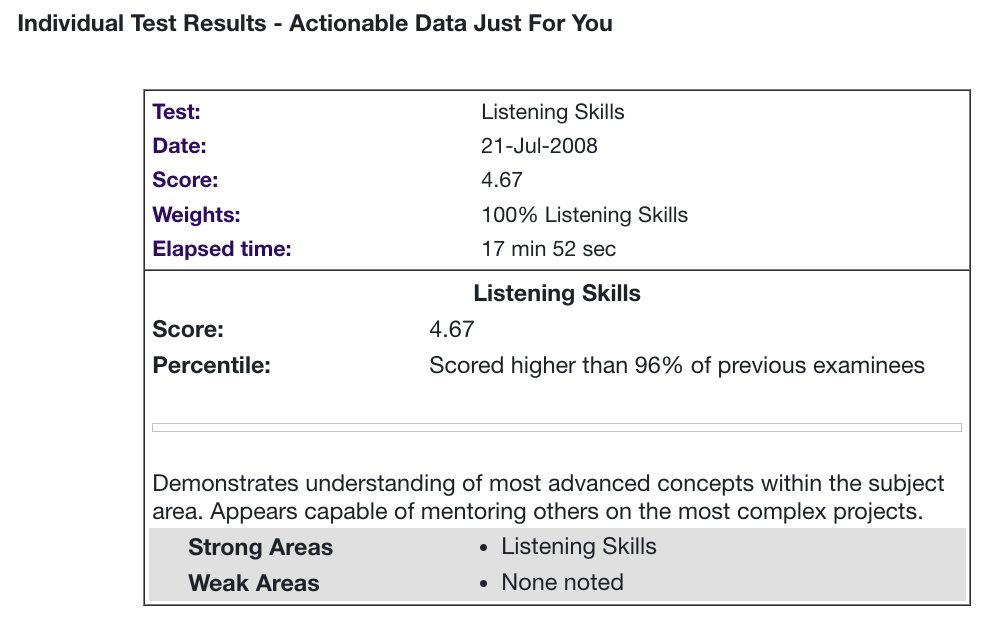 Individual Test Results - Actionable Data Just For You
Test: Listening Skills
Date: 21-Jul-2008
Score: 4.67
Weights: 100% Listening Skills
Elapsed time: 17 min 52 sec
Listening Skills
Score: 4.67
Percentile: Scored higher than 96% of previous examinees
Demonstrates understanding of most advanced concepts within the subject
area. Appears capable of mentoring others on the most complex projects.
Strong Areas • Listening Skills
Weak Areas • None noted